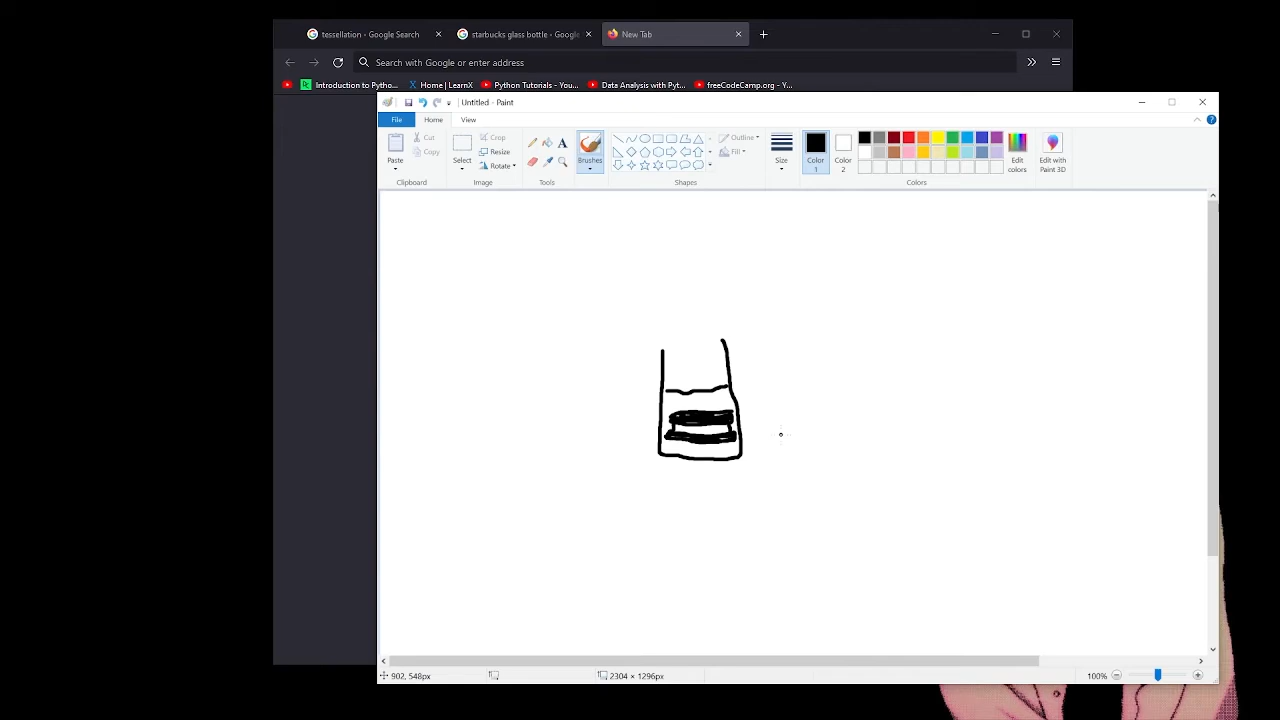 tessellation - Google Search
starbucks glass bottle - Google
New Tab
Search with Google or enter address
Introduction to Pytho...
Home | LearnX
Python Tutorials - You...
Data Analysis with Pyt...
freeCodeCamp.org - Y...
Untitled - Paint
File Home View
Paste
Cut
Copy
Clipboard
Select
Crop
Resize
Rotate
Image
A
Tools
Brushes
Shapes
Outline
Fill
Size
Color 1
Color 2
Edit colors
Colors
Edit with Paint 3D
902, 548px
2304 × 1296px
100%